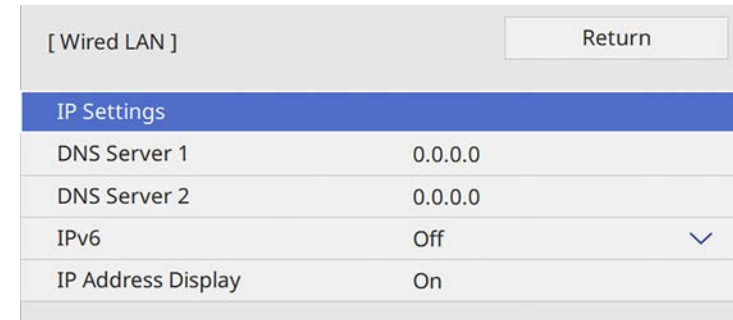 [ Wired LAN ]
Return
IP Settings
DNS Server 1 0.0.0.0
DNS Server 2 0.0.0.0
IPv6 Off
IP Address Display On